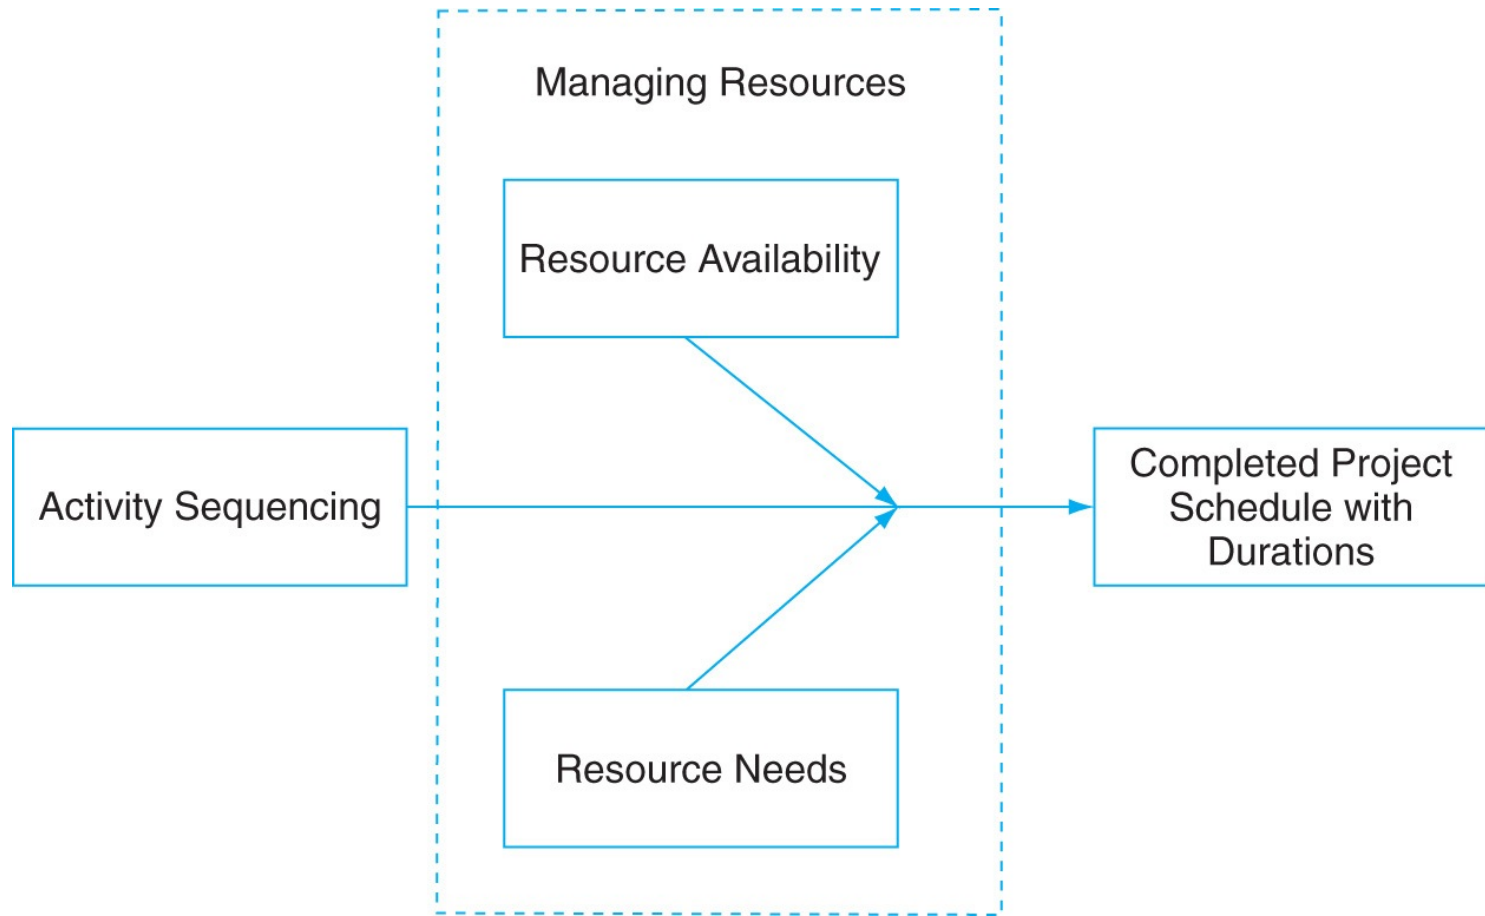 Managing Resources
Resource Availability
Activity Sequencing
Completed Project
Schedule with
Durations
Resource Needs